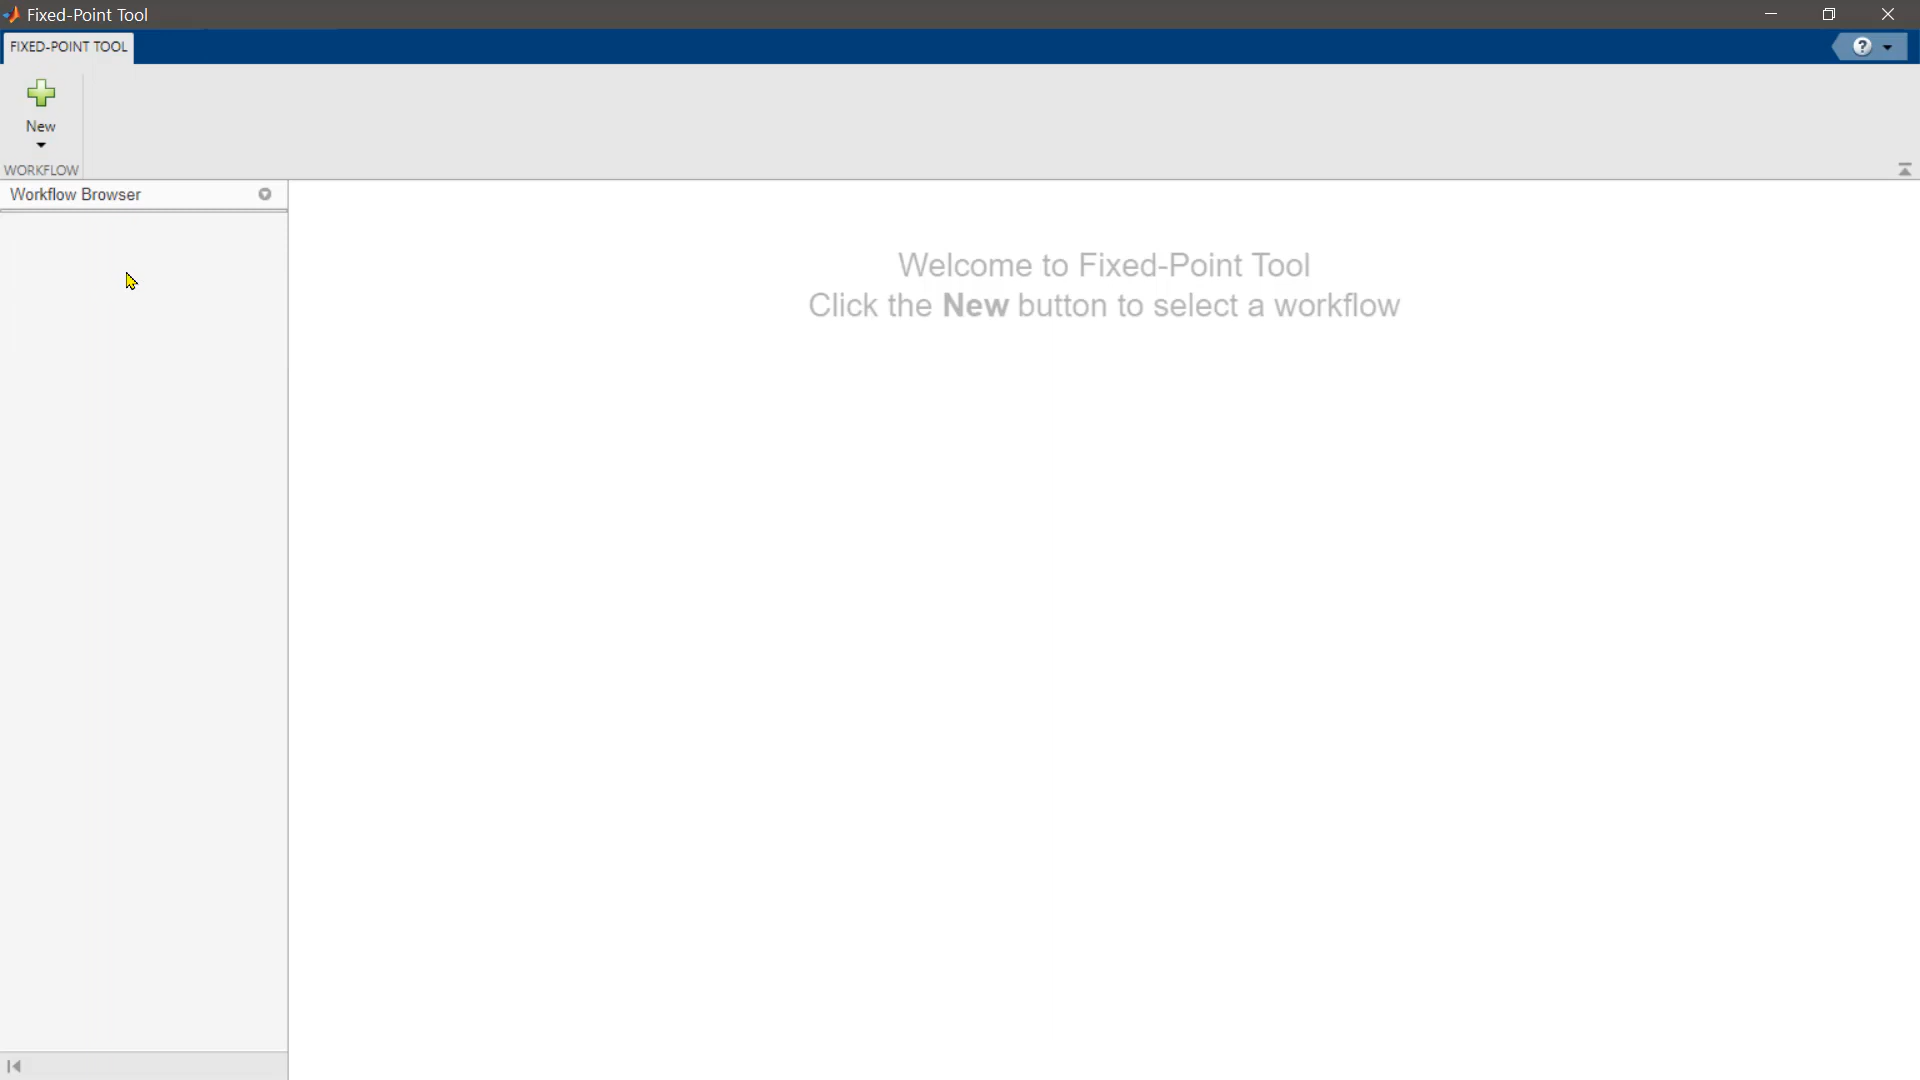 Fixed-Point Tool
FIXED-POINT TOOL
?
New
WORKFLOW
Workflow Browser
Welcome to Fixed-Point Tool
Click the New button to select a workflow